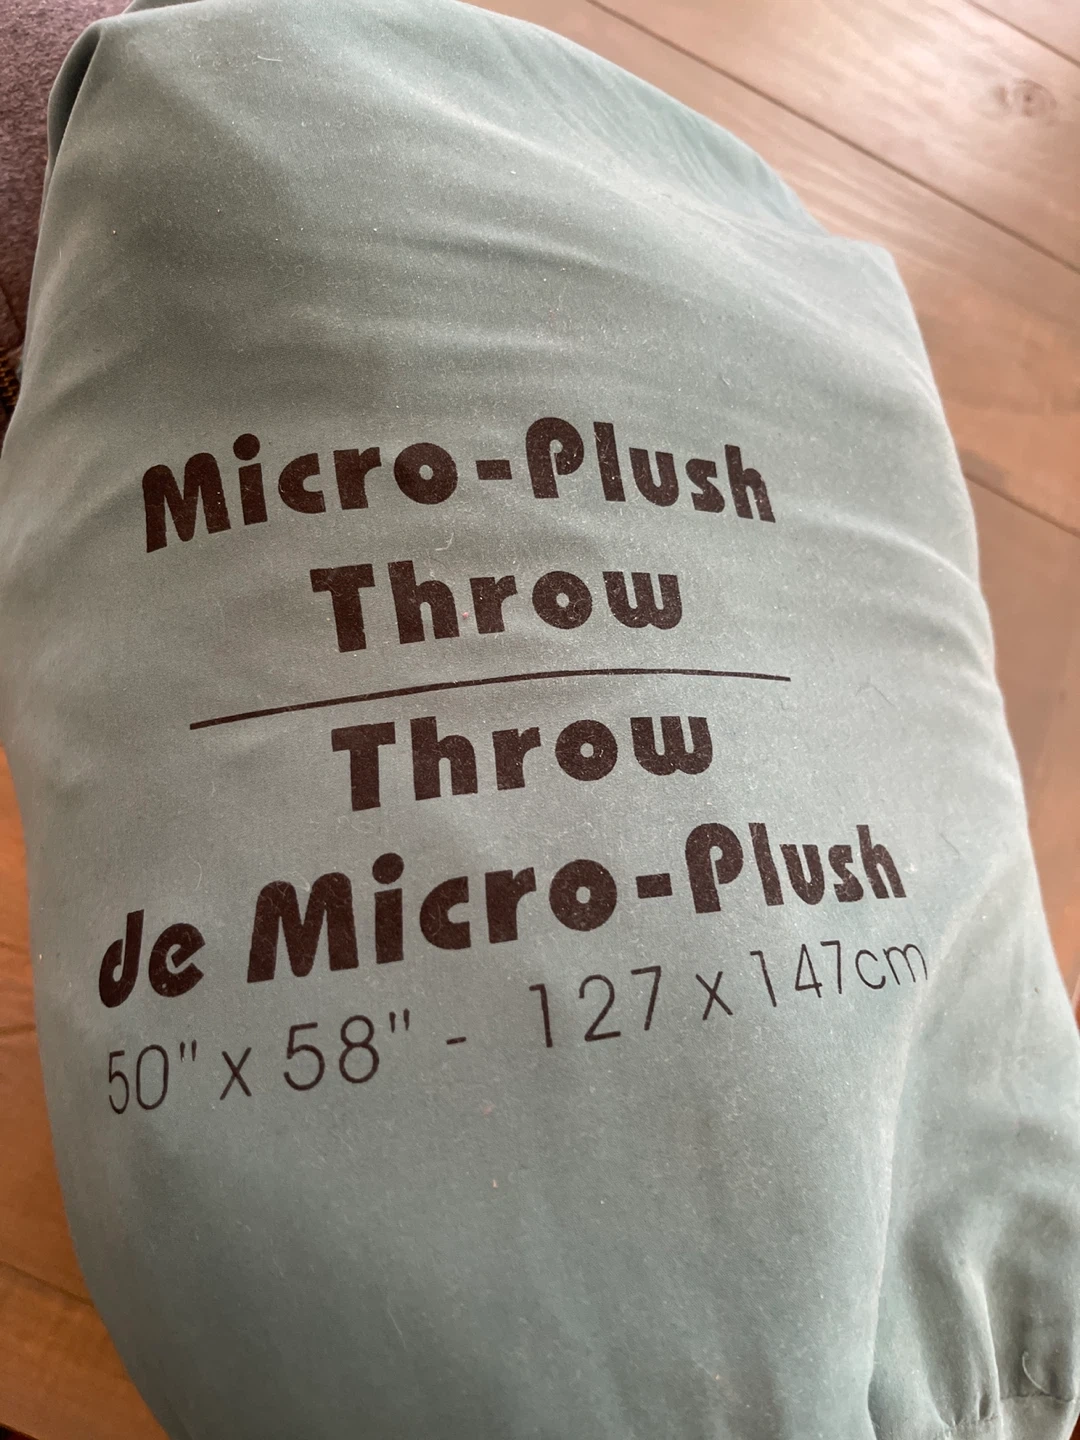 Micro-Plush
Throw
Throw
de Micro-Plush
50" x 58" - 127 x 147cm